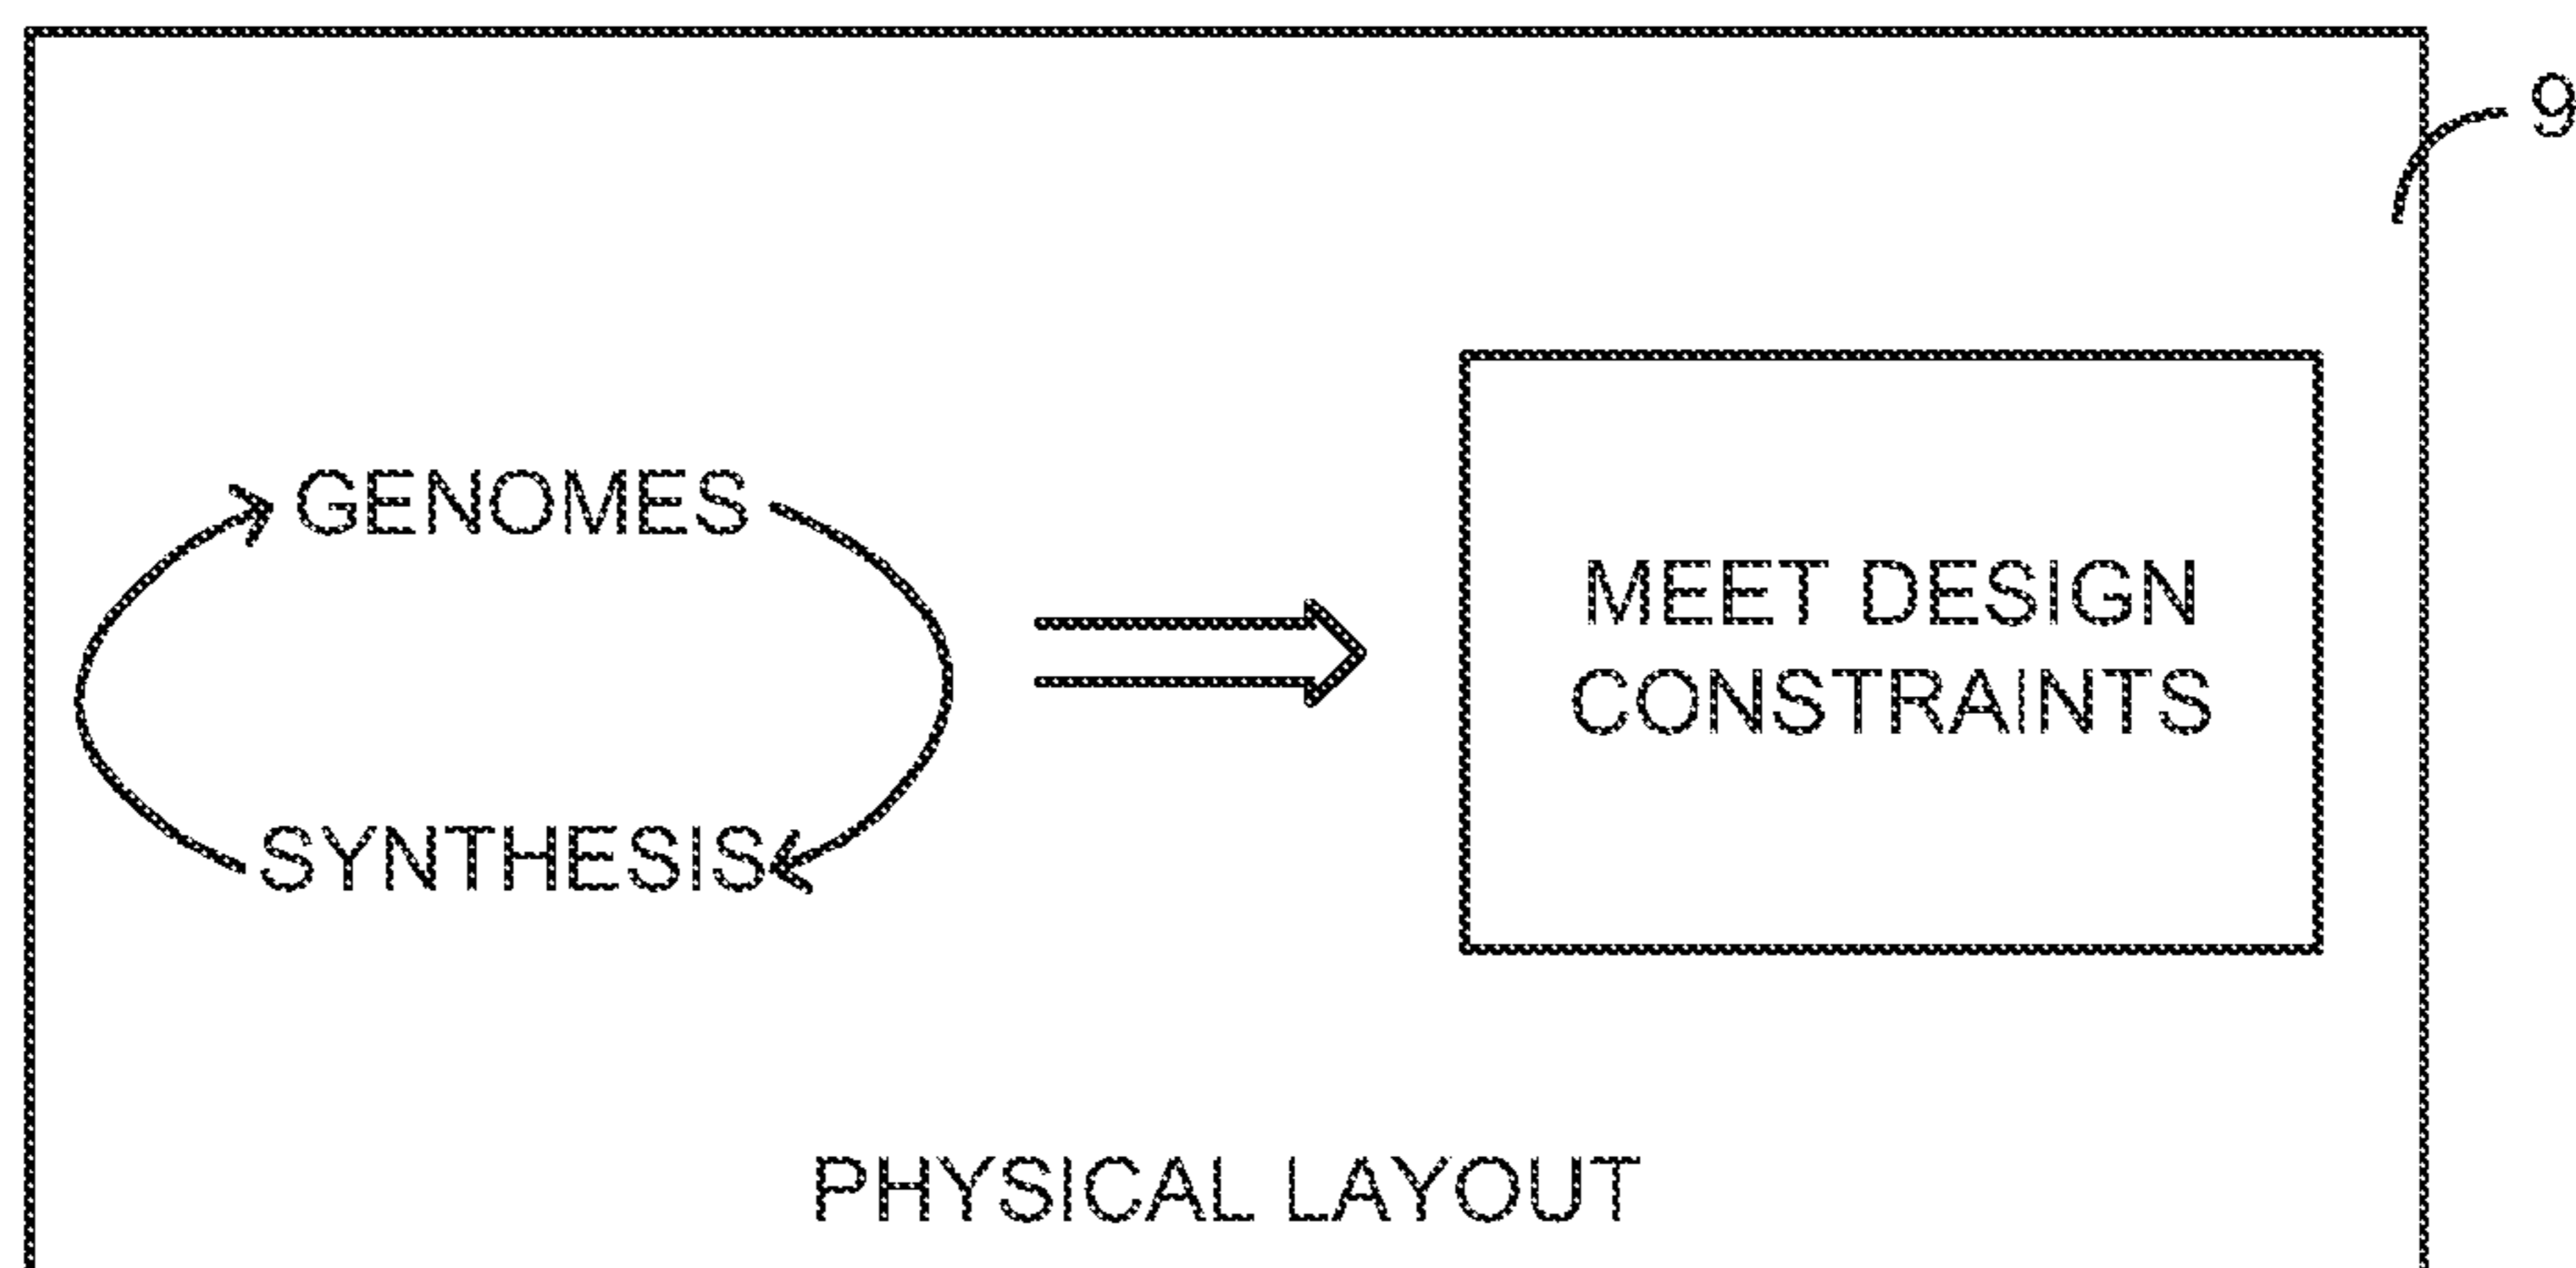 9
GENOMES
MEET DESIGN
CONSTRAINTS
SYNTHESIS
PHYSICAL LAYOUT